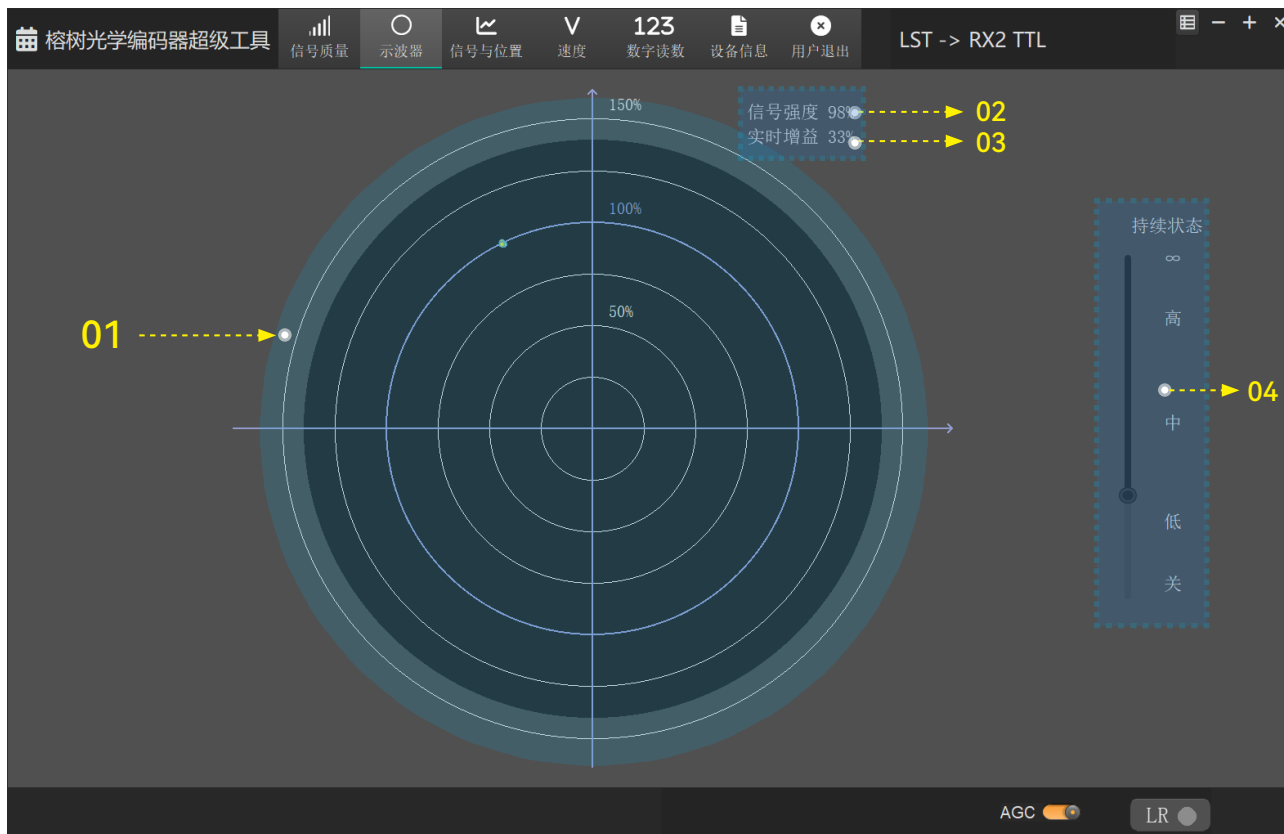 榕树光学编码器超级工具
信号质量
示波器
信号与位置
V
速度
123
数字读数
设备信息
用户退出
LST -> RX2 TTL
150%
信号强度 98%
02
实时增益 33%
03
100%
持续状态
∞
50%
高
01
04
中
低
关
AGC
LR